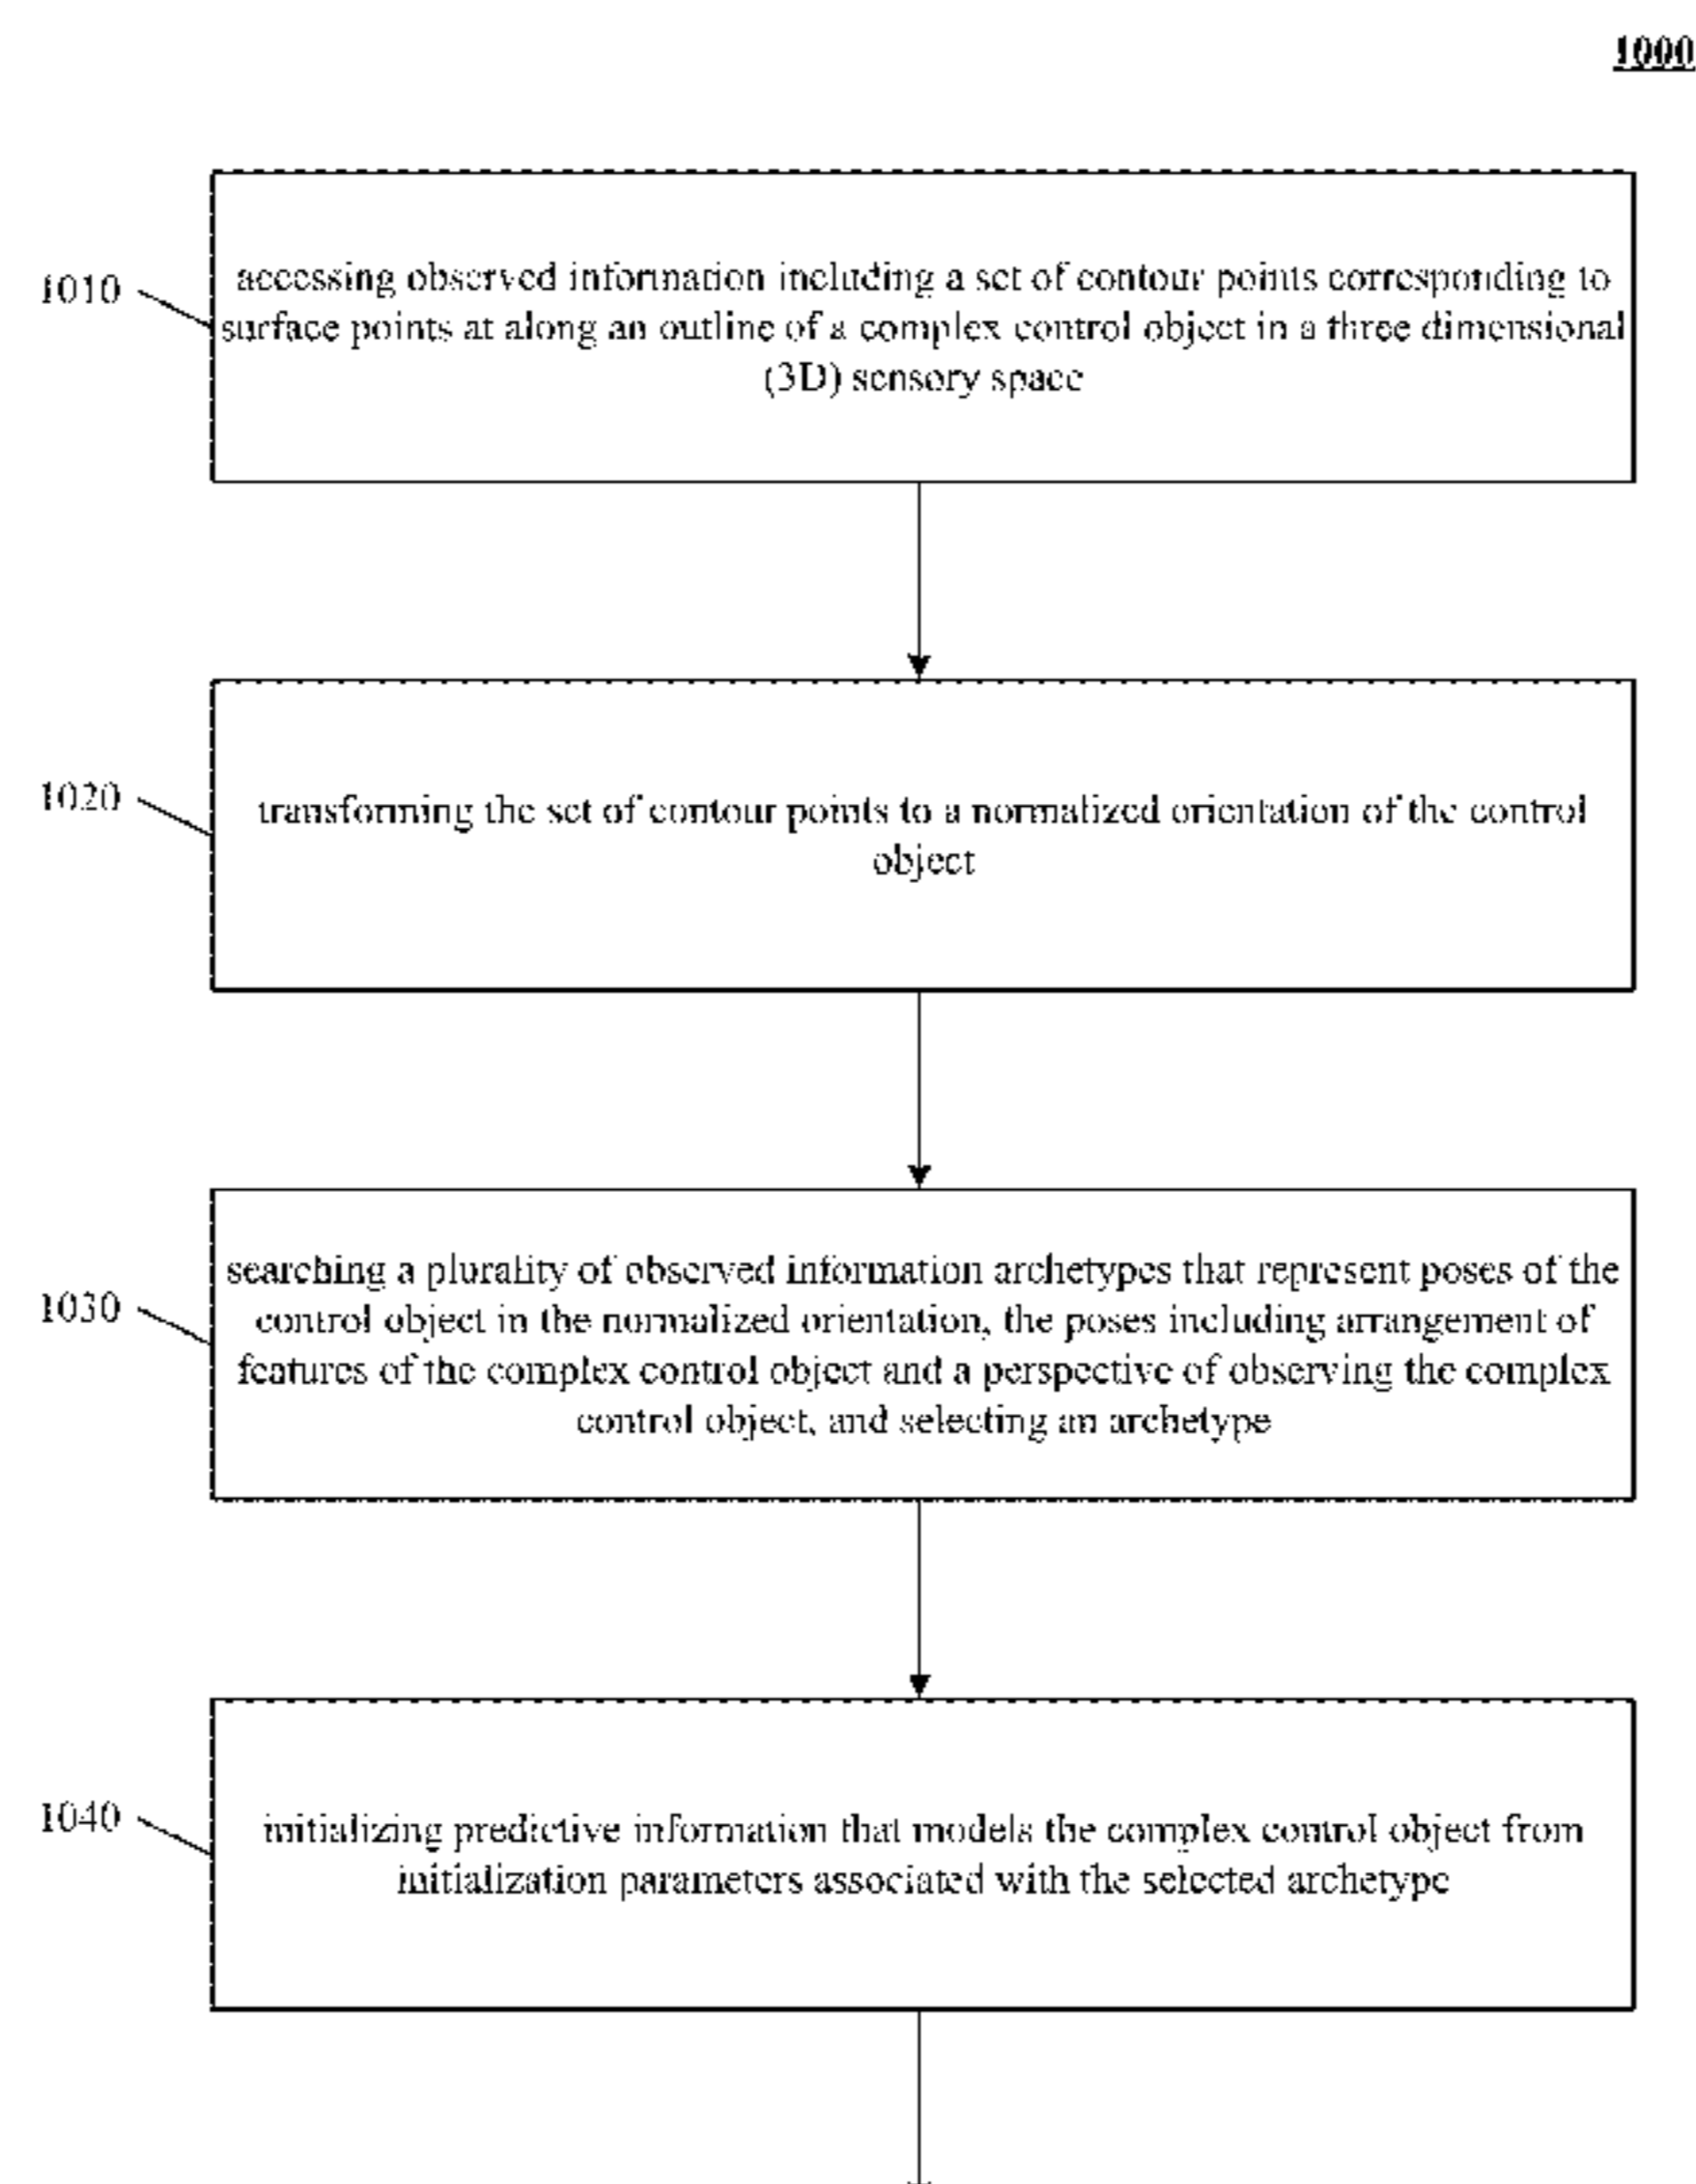 1000
1010
accessing observed information including a set of contour points corresponding to
surface points at along an outline of a complex control object in a three dimensional
(3D) sensory space
1020
transforming the set of contour points to a normalized orientation of the control
object
1030
searching a plurality of observed information archetypes that represent poses of the
control object in the normalized orientation, the poses including arrangement of
features of the complex control object and a perspective of observing the complex
control object, and selecting an archetype
1040
initializing predictive information that models the complex control object from
initialization parameters associated with the selected archetype